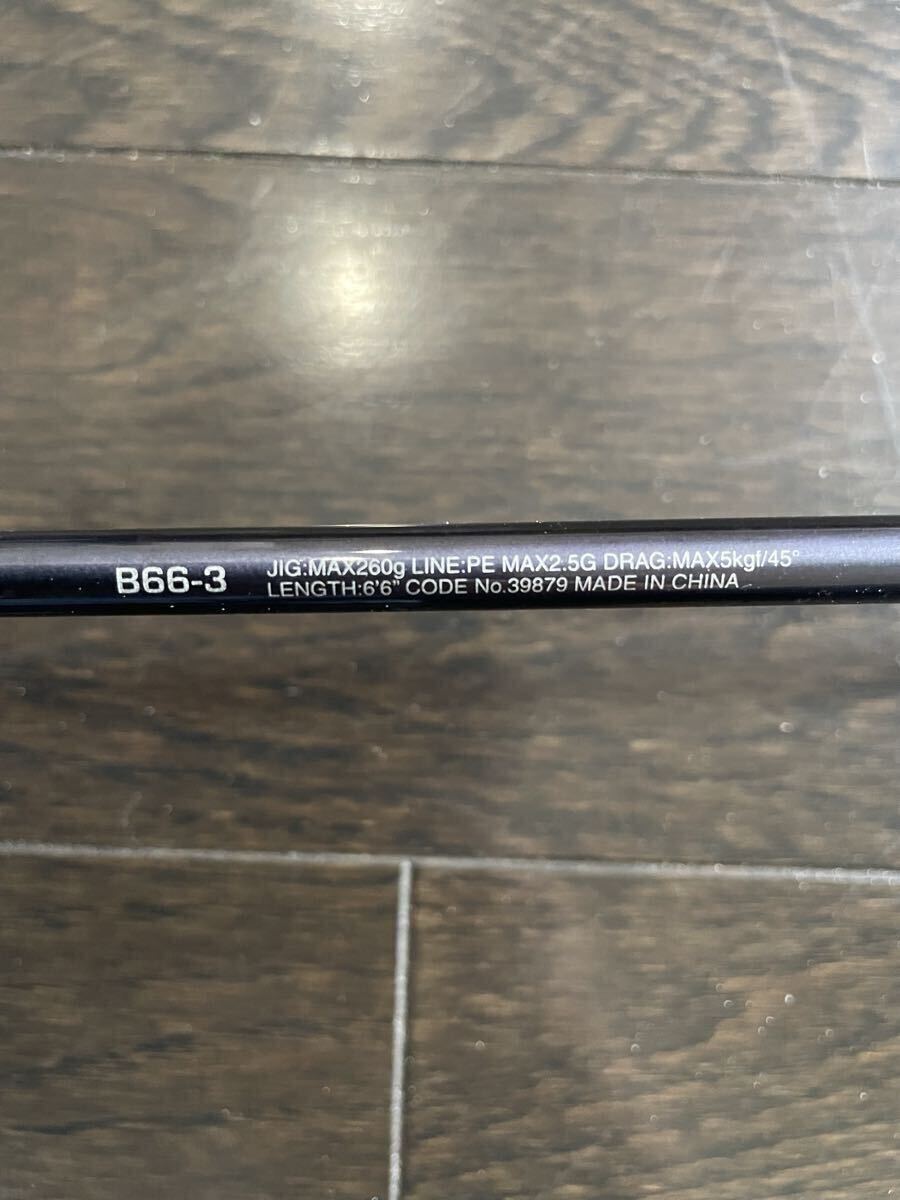 B66-3
JIG:MAX260g LINE:PE MAX2.5G DRAG:MAX5kgf/45°
LENGTH:6'6" CODE No.39879 MADE IN CHINA